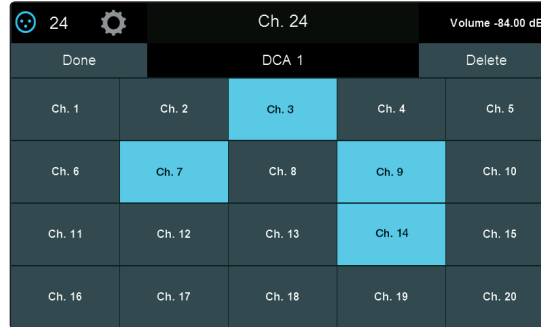 24 Ch. 24 Volume -84.00 dB
Done DCA 1 Delete
Ch. 1 Ch. 2 Ch. 3 Ch. 4 Ch. 5
Ch. 6 Ch. 7 Ch. 8 Ch. 9 Ch. 10
Ch. 11 Ch. 12 Ch. 13 Ch. 14 Ch. 15
Ch. 16 Ch. 17 Ch. 18 Ch. 19 Ch. 20